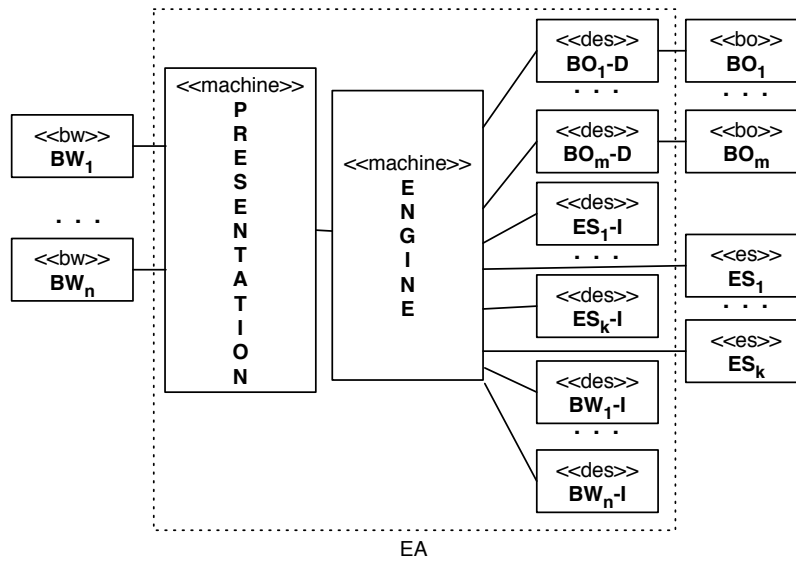 <<bw>>
BW1
. . .
<<bw>>
BWn
<<machine>>
P
R
E
S
E
N
T
A
T
I
O
N
<<machine>>
E
N
G
I
N
E
<<des>>
BO1-D
. . .
<<des>>
BOm-D
<<des>>
ES1-I
. . .
<<des>>
ESk-I
<<des>>
BW1-I
. . .
<<des>>
BWn-I
<<bo>>
BO1
. . .
<<bo>>
BOm
<<es>>
ES1
. . .
<<es>>
ESk
EA